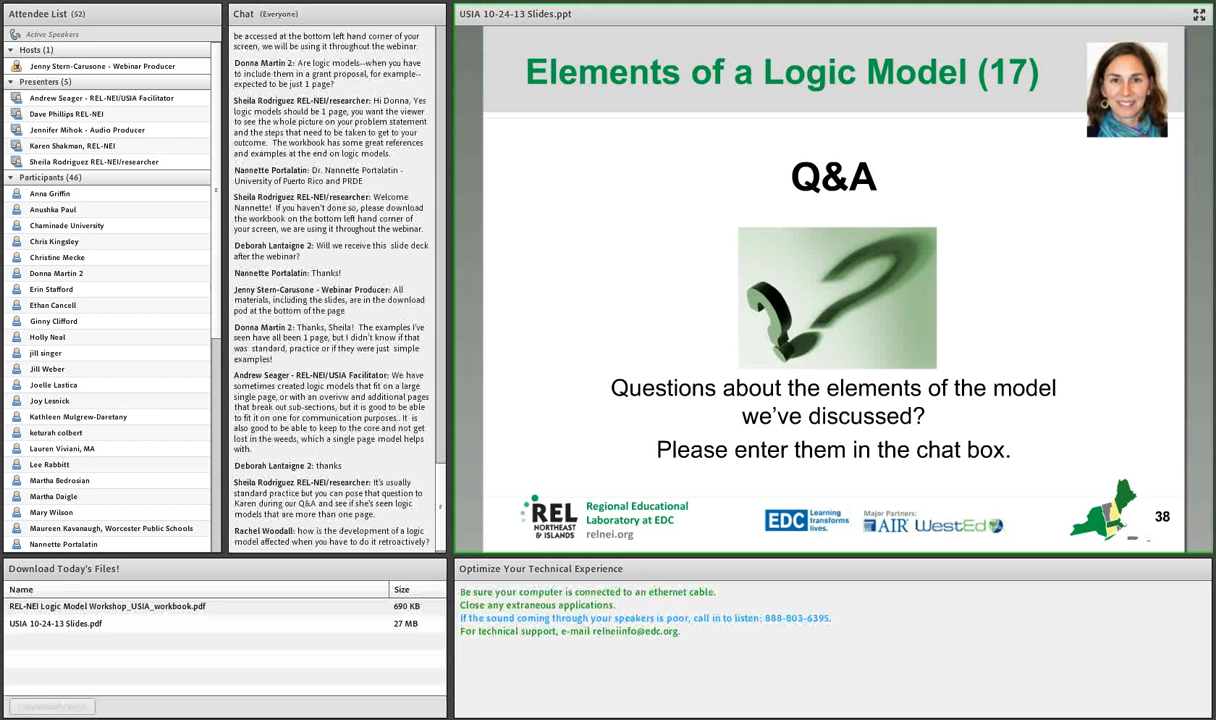 Attendee List (52)
Active Speakers
Hosts (1)
Jenny Stern-Carusone - Webinar Producer
Presenters (5)
Andrew Seager - REL-NEI/USIA Facilitator
Dave Phillips REL-NEI
Jennifer Mihok - Audio Producer
Karen Shakman, REL-NEI
Sheila Rodriguez REL-NEI/researcher
Participants (46)
Anna Griffin
Anushka Paul
Chaminade University
Chris Kingsley
Christine Mecke
Donna Martin 2
Erin Stafford
Ethan Cancell
Ginny Clifford
Holly Neal
jill singer
Jill Weber
Joelle Lastica
Joy Lesnick
Kathleen Mulgrew-Daretany
keturah colbert
Lauren Viviani, MA
Lee Rabbitt
Martha Bedrosian
Martha Daigle
Mary Wilson
Maureen Kavanaugh, Worcester Public Schools
Nannette Portalatin
Chat (Everyone)
be accessed at the bottom left
hand corner of your
screen, we will be using it throughout the webinar.
Donna Martin 2: Are logic models--when you have
to include them in a grant proposal, for example--
expected to be just 1 page?
Sheila Rodriguez REL-NEI/researcher: Hi Donna, Yes
logic models should be 1 page, you want the viewer
to see the whole picture on your problem statement
and the steps that need to be taken to get to your
outcome. The workbook has some great references
and examples at the end on logic models.
Nannette Portalatin: Dr. Nannette Portalatin -
University of Puerto Rico and PRDE
Sheila Rodriguez REL-NEI/researcher: Welcome
Nannette! If you haven't done so, please download
the workbook on the bottom left hand corner of
your screen, we are using it throughout the webinar.
Deborah Lantaigne 2: Will we receive this slide deck
after the webinar?
Nannette Portalatin: Thanks!
Jenny Stern-Carusone - Webinar Producer: All
materials, including the slides, are in the download
pod at the bottom of the page
Donna Martin 2: Thanks, Sheila! The examples I've
seen have all been 1 page, but I didn't know if that
was standard, practice or if they were just simple
examples!
Andrew Seager - REL-NEI/USIA Facilitator: We have
sometimes created logic models that fit on a large
single page, or with an overivw and additional pages
that break out sub-sections, but it is good to be able
to fit it on one for communication purposes.. It is
also good to be able to keep to the core and not get
lost in the weeds, which a single page model helps
with.
Deborah Lantaigne 2: thanks
Sheila Rodriguez REL-NEI/researcher: It's usually
standard practice but you can pose that question to
Karen during our Q&A and see if she's seen logic
models that are more than one page.
Rachel Woodall: how is the development of a logic
model affected when you have to do it retroactively?
USIA 10-24-13 Slides.ppt
Elements of a Logic Model (17)
Q&A
Questions about the elements of the model
we've discussed?
Please enter them in the chat box.
REL
NORTHEAST
& ISLANDS
Regional Educational
Laboratory at EDC
relnei.org
EDC Learning
transforms
lives.
Major Partners:
AIR WestEd
38
Download Today's Files!
Name Size
REL-NEI Logic Model Workshop_USIA_workbook.pdf 690 KB
USIA 10-24-13 Slides.pdf 27 MB
Optimize Your Technical Experience
Be sure your computer is connected to an ethernet cable.
Close any extraneous applications.
If the sound coming through your speakers is poor, call in to listen: 888-803-6395.
For technical support, e-mail relneiinfo@edc.org.